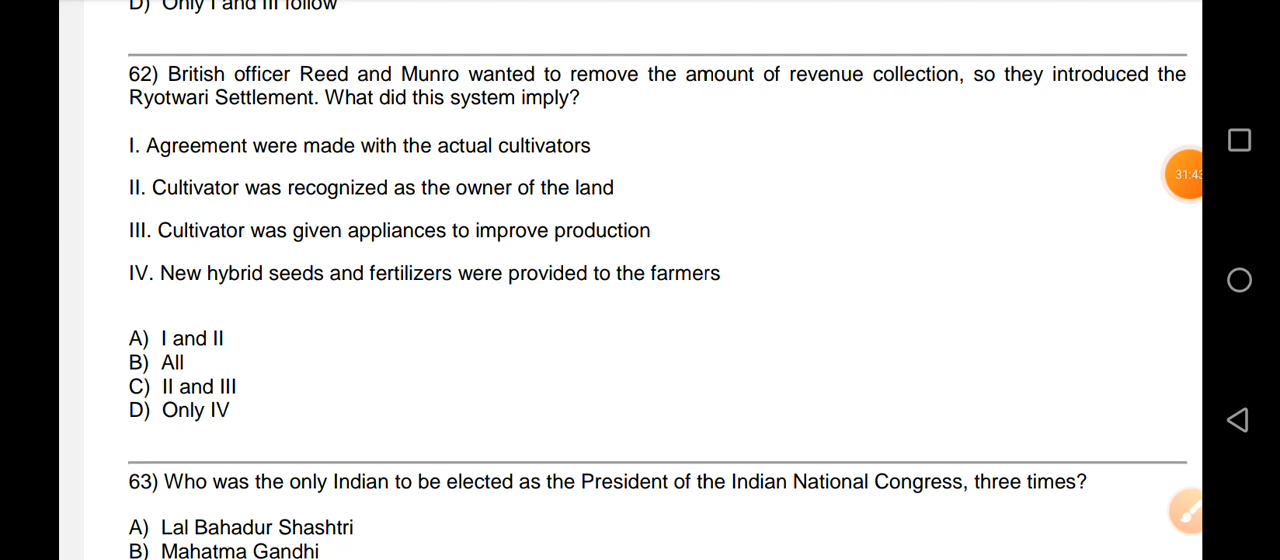 D) Only I and III follow
62) British officer Reed and Munro wanted to remove the amount of revenue collection, so they introduced the
Ryotwari Settlement. What did this system imply?
I. Agreement were made with the actual cultivators
II. Cultivator was recognized as the owner of the land
III. Cultivator was given appliances to improve production
IV. New hybrid seeds and fertilizers were provided to the farmers
A) I and II
B) All
C) II and III
D) Only IV
63) Who was the only Indian to be elected as the President of the Indian National Congress, three times?
A) Lal Bahadur Shashtri
B) Mahatma Gandhi
31:43